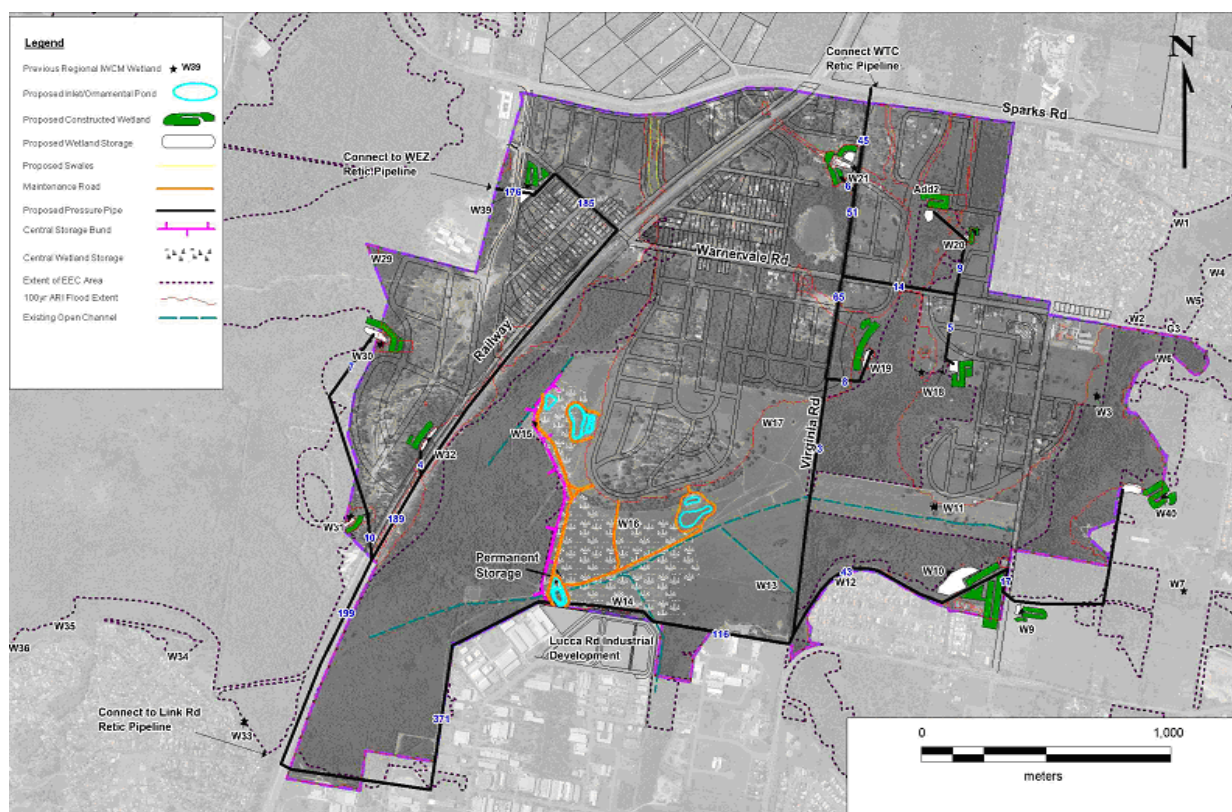 Legend
Previous Regional IWCM Wetland
W39
Proposed Inlet/Ornamental Pond
Proposed Constructed Wetland
Proposed Wetland Storage
Proposed Swales
Maintenance Road
Proposed Pressure Pipe
Central Storage Bund
Central Wetland Storage
Extent of EEC Area
100yr ARI Flood Extent
Existing Open Channel
Connect WTC
Retic Pipeline
N
Sparks Rd
45
Connect to WEZ
Retic Pipeline
176
W39
185
W21
6
51
Add2
W20
9
W1
W29
Warnervale Rd
14
65
W4
W5
W2
G3
5
W6
Railway
W30
W19
8
W18
W3
W15
W17
Virginia Rd
W32
4
3
W40
W11
W31
189
10
W16
Permanent
Storage
W10
43
W12
17
W13
W7
W14
W9
199
116
Lucca Rd Industrial
Development
W35
W36
W34
Connect to Link Rd
Retic Pipeline
W33
371
0
1,000
meters